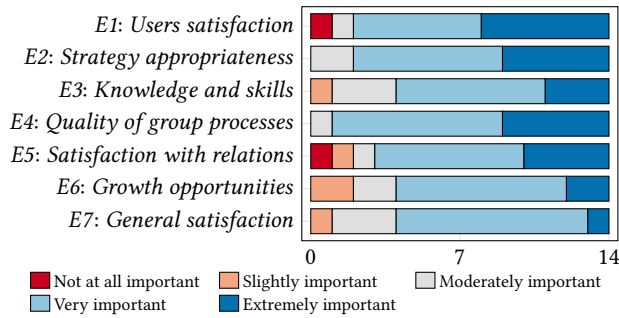 E1: Users satisfaction
E2: Strategy appropriateness
E3: Knowledge and skills
E4: Quality of group processes
E5: Satisfaction with relations
E6: Growth opportunities
E7: General satisfaction
0 7 14
Not at all important Slightly important Moderately important
Very important Extremely important